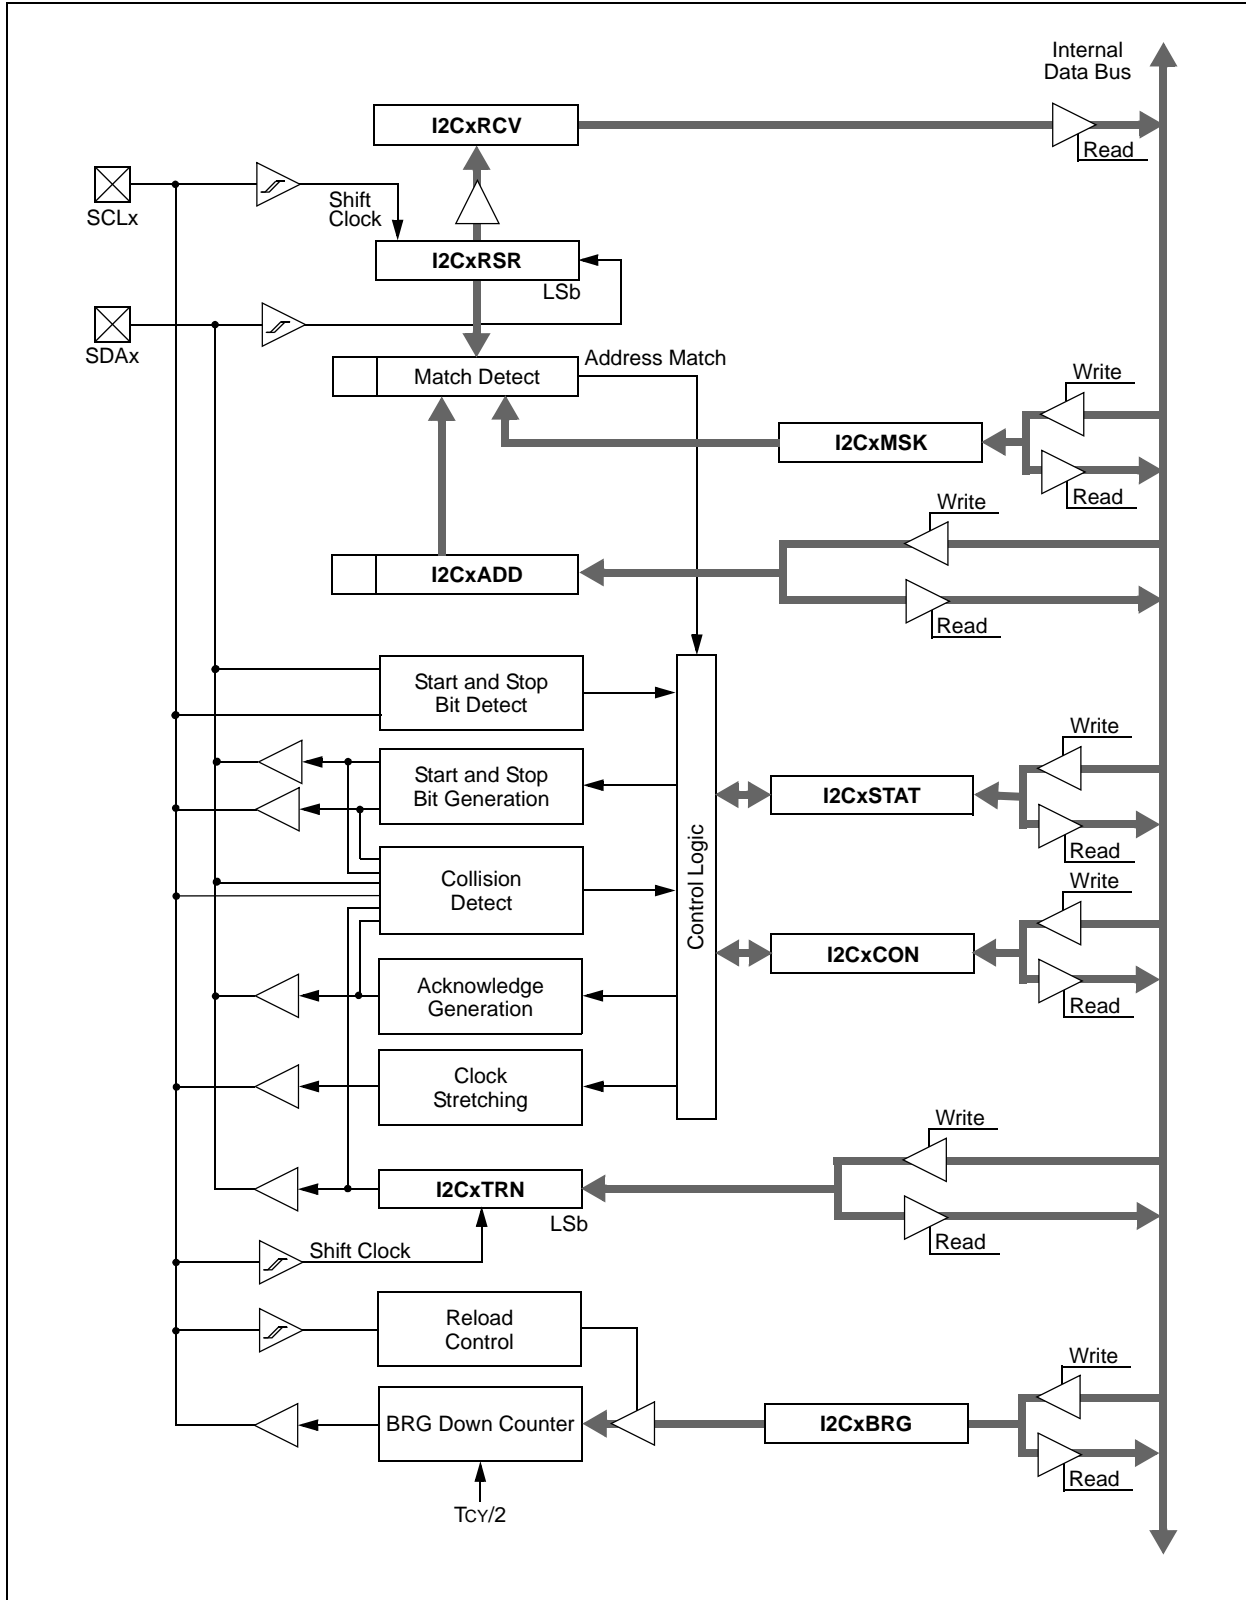 Internal
Data Bus
I2CxRCV
Read
SCLx
Shift
Clock
I2CxRSR
LSb
SDAx
Address Match
Match Detect
Write
I2CxMSK
Read
Write
I2CxADD
Read
Start and Stop
Bit Detect
Write
Start and Stop
Bit Generation
I2CxSTAT
Control Logic
Read
Collision
Detect
Write
I2CxCON
Read
Acknowledge
Generation
Clock
Stretching
Write
I2CxTRN
LSb
Read
Shift Clock
Reload
Control
Write
BRG Down Counter
I2CxBRG
Read
TCY/2